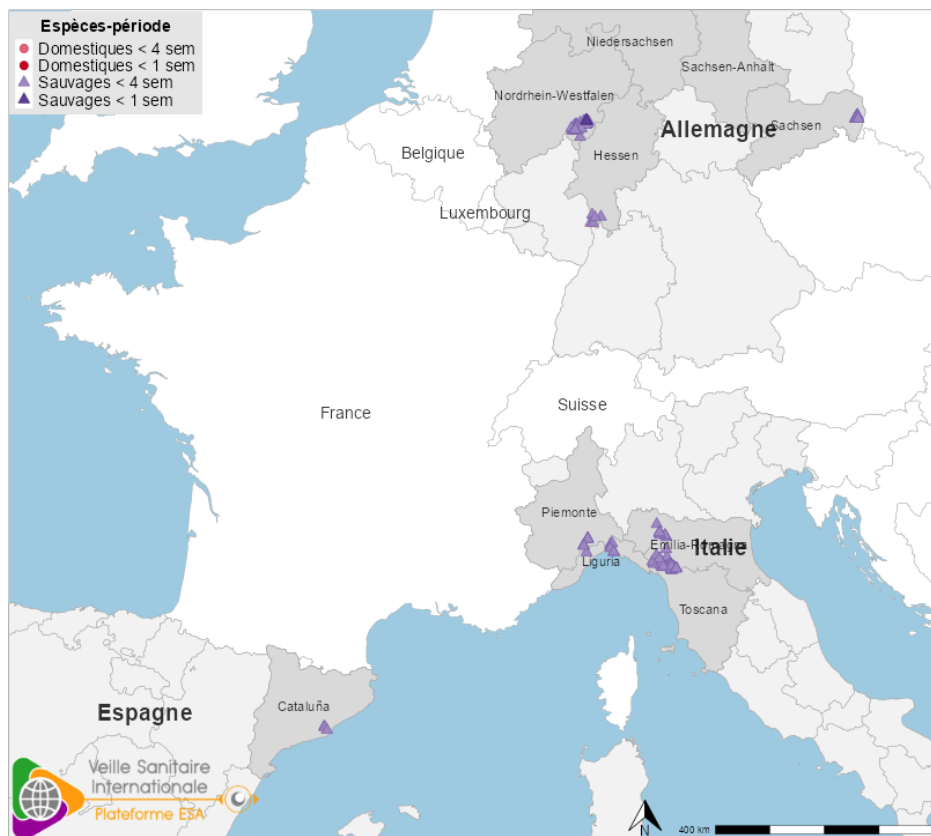 Espèces-période
Domestiques < 4 sem
Domestiques < 1 sem
Sauvages < 4 sem
Sauvages < 1 sem
Niedersachsen
Sachsen-Anhalt
Nordrhein-Westfalen
Allemagne
Sachsen
Belgique
Hessen
Luxembourg
France
Suisse
Piemonte
Emilia-Romagna
Italie
Liguria
Toscana
Cataluña
Espagne
Veille Sanitaire
Internationale
Plateforme ESA
400 km
N